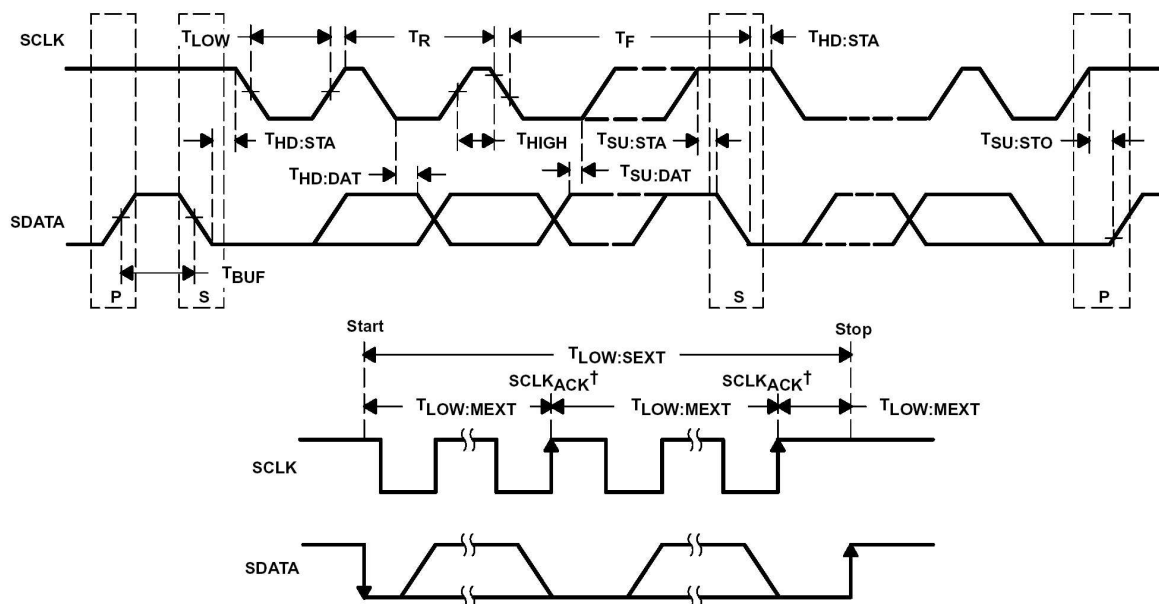 SCLK
TLOW
TR
TF
THD:STA
THD:STA
THIGH
TSU:STA
TSU:STO
THD:DAT
TSU:DAT
SDATA
TBUF
P
S
S
P
Start
Stop
TLOW:SEXT
SCLKACK†
SCLKACK†
TLOW:MEXT
TLOW:MEXT
TLOW:MEXT
SCLK
SDATA